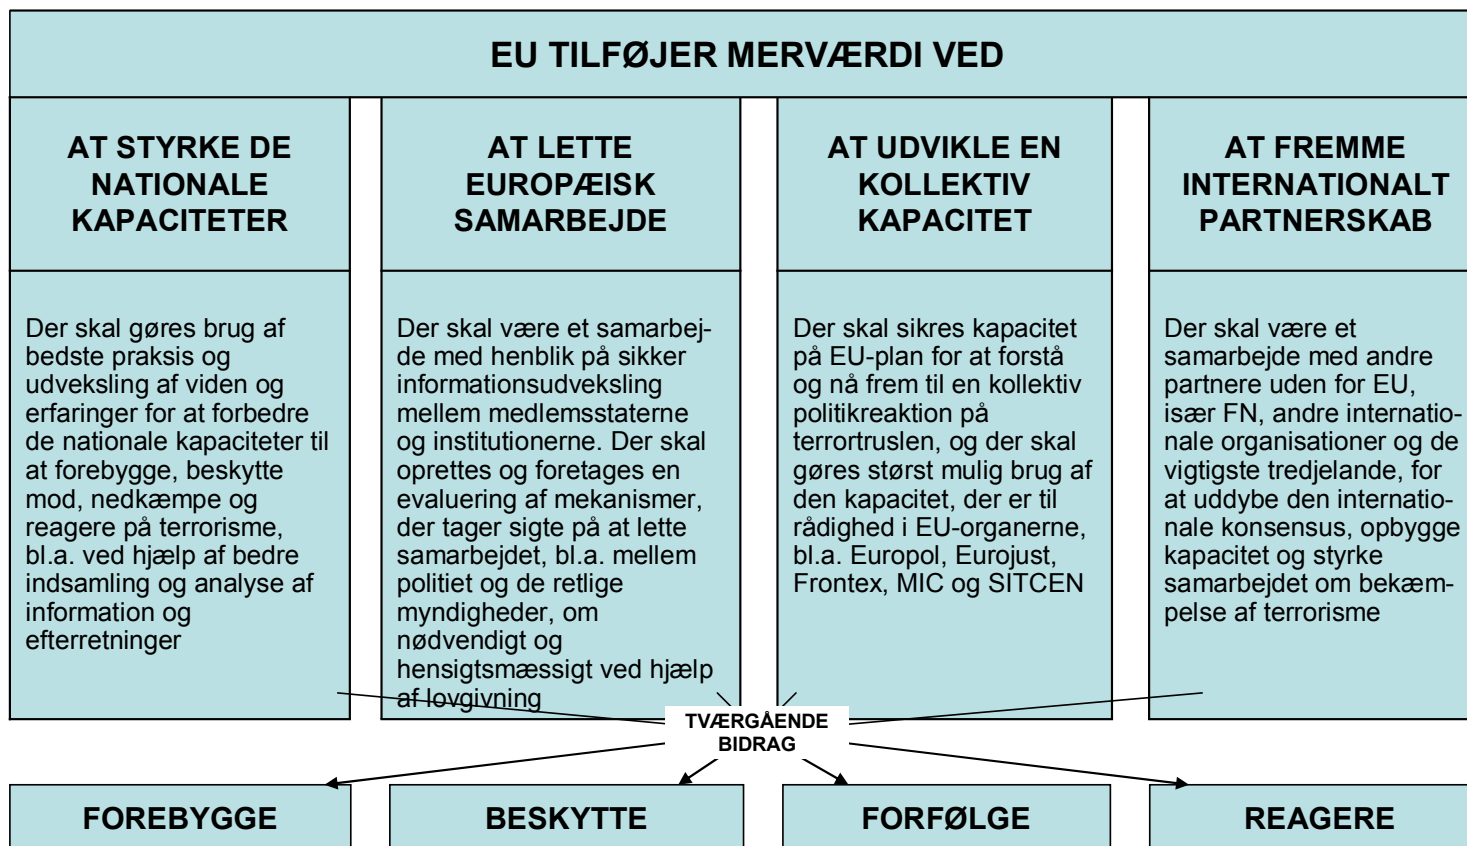 EU TILFØJER MERVÆRDI VED
AT STYRKE DE
NATIONALE
KAPACITETER
Der skal gøres brug af
bedste praksis og
udveksling af viden og
erfaringer for at forbedre
de nationale kapaciteter til
at forebygge, beskytte
mod, nedkæmpe og
reagere på terrorisme,
bl.a. ved hjælp af bedre
indsamling og analyse af
information og
efterretninger
AT LETTE
EUROPÆISK
SAMARBEJDE
Der skal være et samarbej-
de med henblik på sikker
informationsudveksling
mellem medlemsstaterne
og institutionerne. Der skal
oprettes og foretages en
evaluering af mekanismer,
der tager sigte på at lette
samarbejdet, bl.a. mellem
politiet og de retlige
myndigheder, om
nødvendigt og
hensigtsmæssigt ved hjælp
af lovgivning
AT UDVIKLE EN
KOLLEKTIV
KAPACITET
Der skal sikres kapacitet
på EU-plan for at forstå
og nå frem til en kollektiv
politikreaktion på
terrortruslen, og der skal
gøres størst mulig brug af
den kapacitet, der er til
rådighed i EU-organerne,
bl.a. Europol, Eurojust,
Frontex, MIC og SITCEN
AT FREMME
INTERNATIONALT
PARTNERSKAB
Der skal være et
samarbejde med andre
partnere uden for EU,
især FN, andre internatio-
nale organisationer og de
vigtigste tredjelande, for
at uddybe den internatio-
nale konsensus, opbygge
kapacitet og styrke
samarbejdet om bekæm-
pelse af terrorisme
TVÆRGÅENDE
BIDRAG
FOREBYGGE
BESKYTTE
FORFØLGE
REAGERE